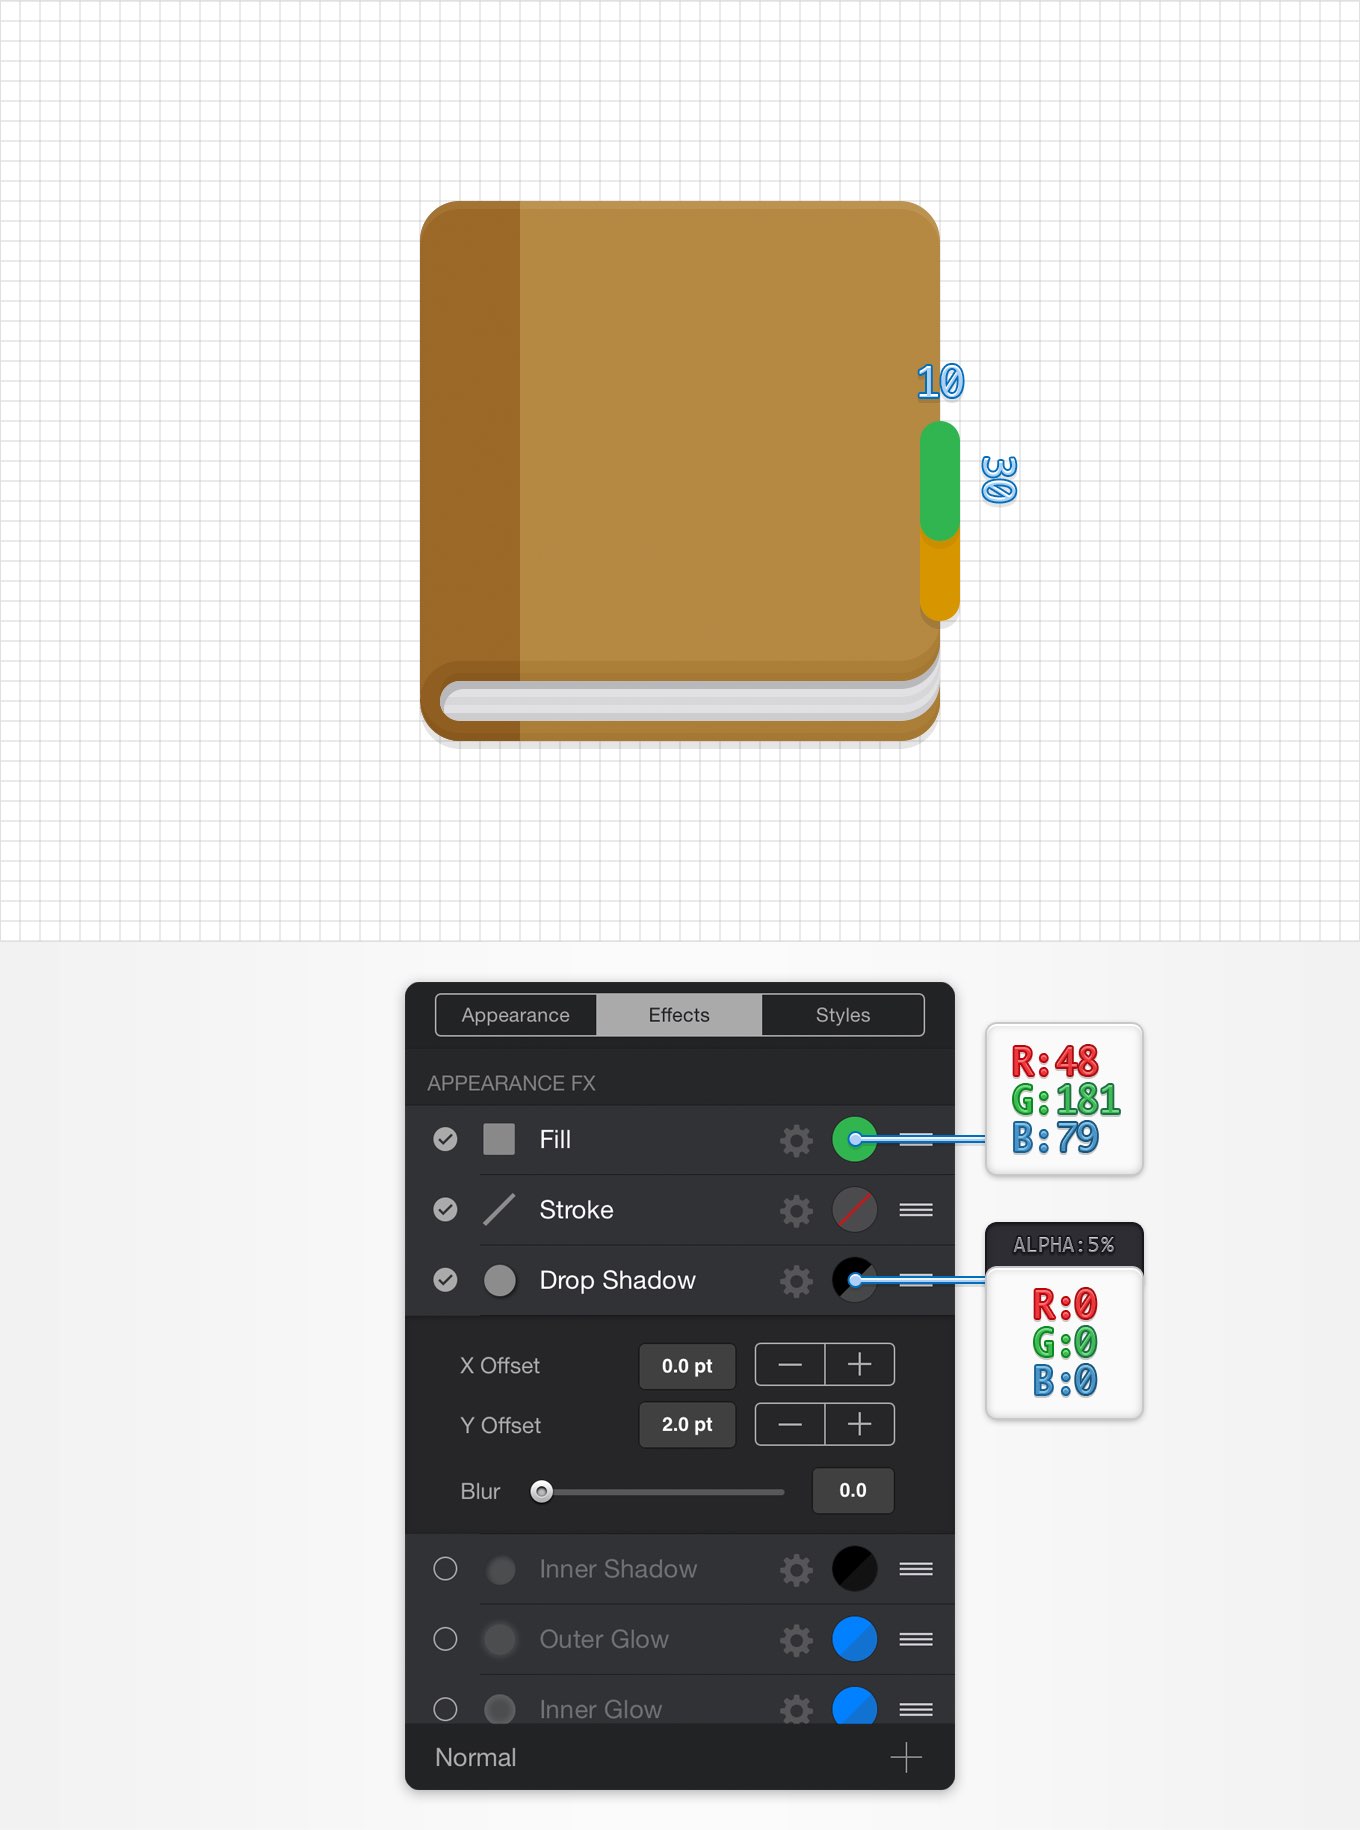 10
30
Appearance Effects Styles
APPEARANCE FX
Fill
R:48
G:181
B:79
Stroke
Drop Shadow
ALPHA:5%
R:0
G:0
B:0
X Offset 0.0 pt
Y Offset 2.0 pt
Blur 0.0
Inner Shadow
Outer Glow
Inner Glow
Normal